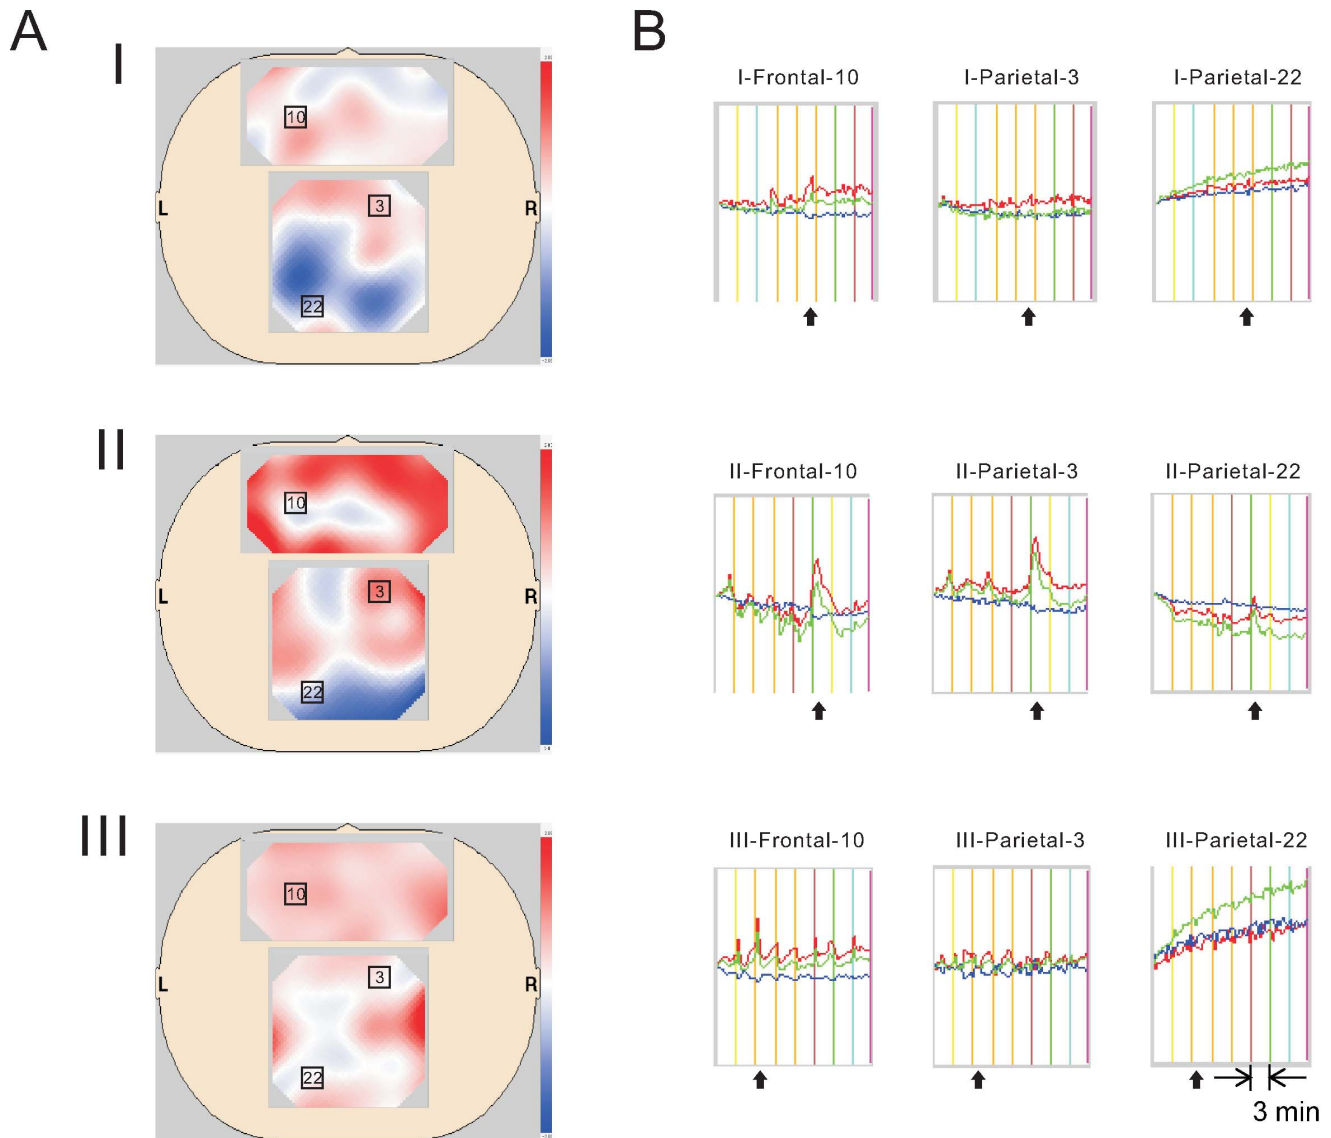 A
B
I
10
3
22
L
R
I-Frontal-10
I-Parietal-3
I-Parietal-22
II
10
3
22
L
R
II-Frontal-10
II-Parietal-3
II-Parietal-22
III
10
3
22
L
R
III-Frontal-10
III-Parietal-3
III-Parietal-22
3 min